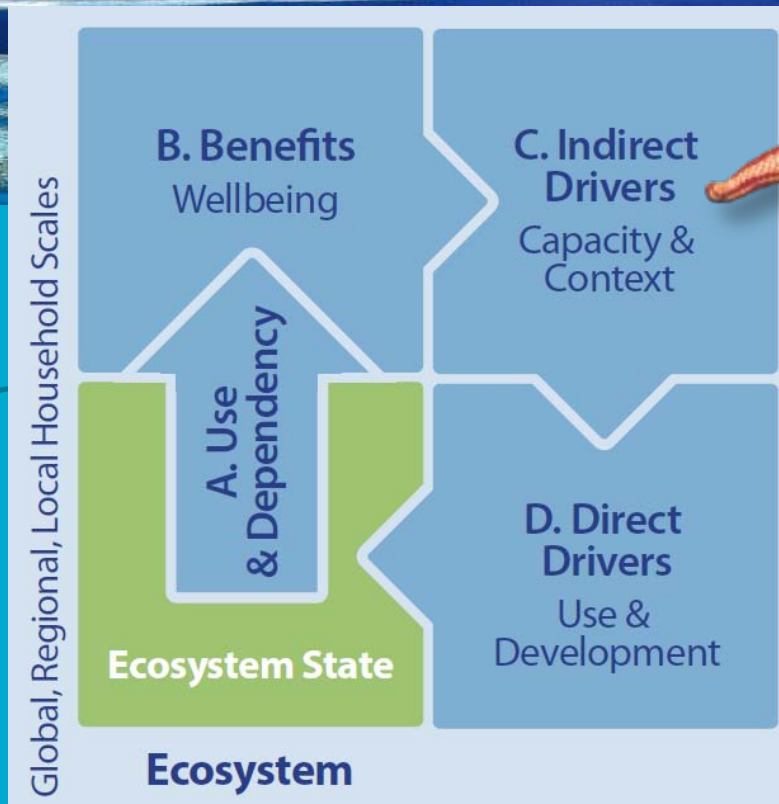 Global, Regional, Local Household Scales
B. Benefits
Wellbeing
C. Indirect
Drivers
Capacity &
Context
A. Use
& Dependency
Ecosystem State
D. Direct
Drivers
Use &
Development
Ecosystem